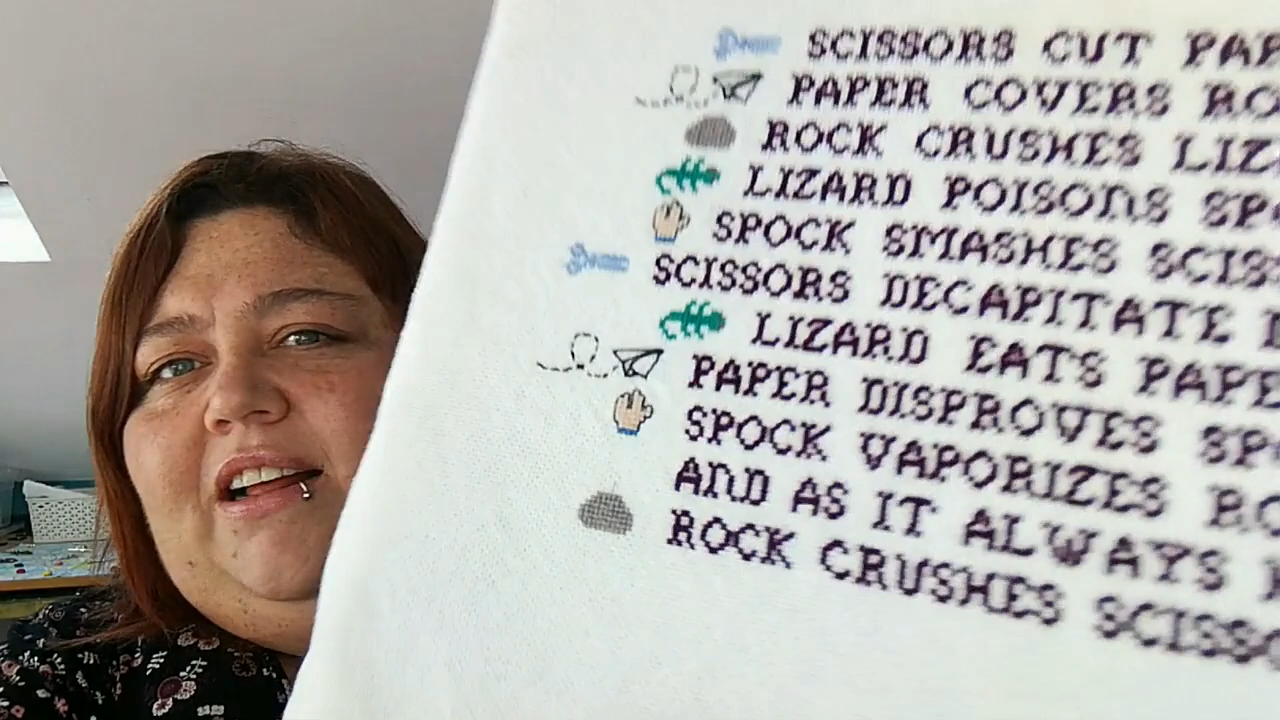 SCISSORS CUT PAP
PAPER COVERS RO
ROCK CRUSHES LIZ
LIZARD POISONS SP
SPOCK SMASHES SCIS
SCISSORS DECAPITATE
LIZARD EATS PAPE
PAPER DISPROVES SP
SPOCK VAPORIZES RO
AND AS IT ALWAYS
ROCK CRUSHES SCISSO